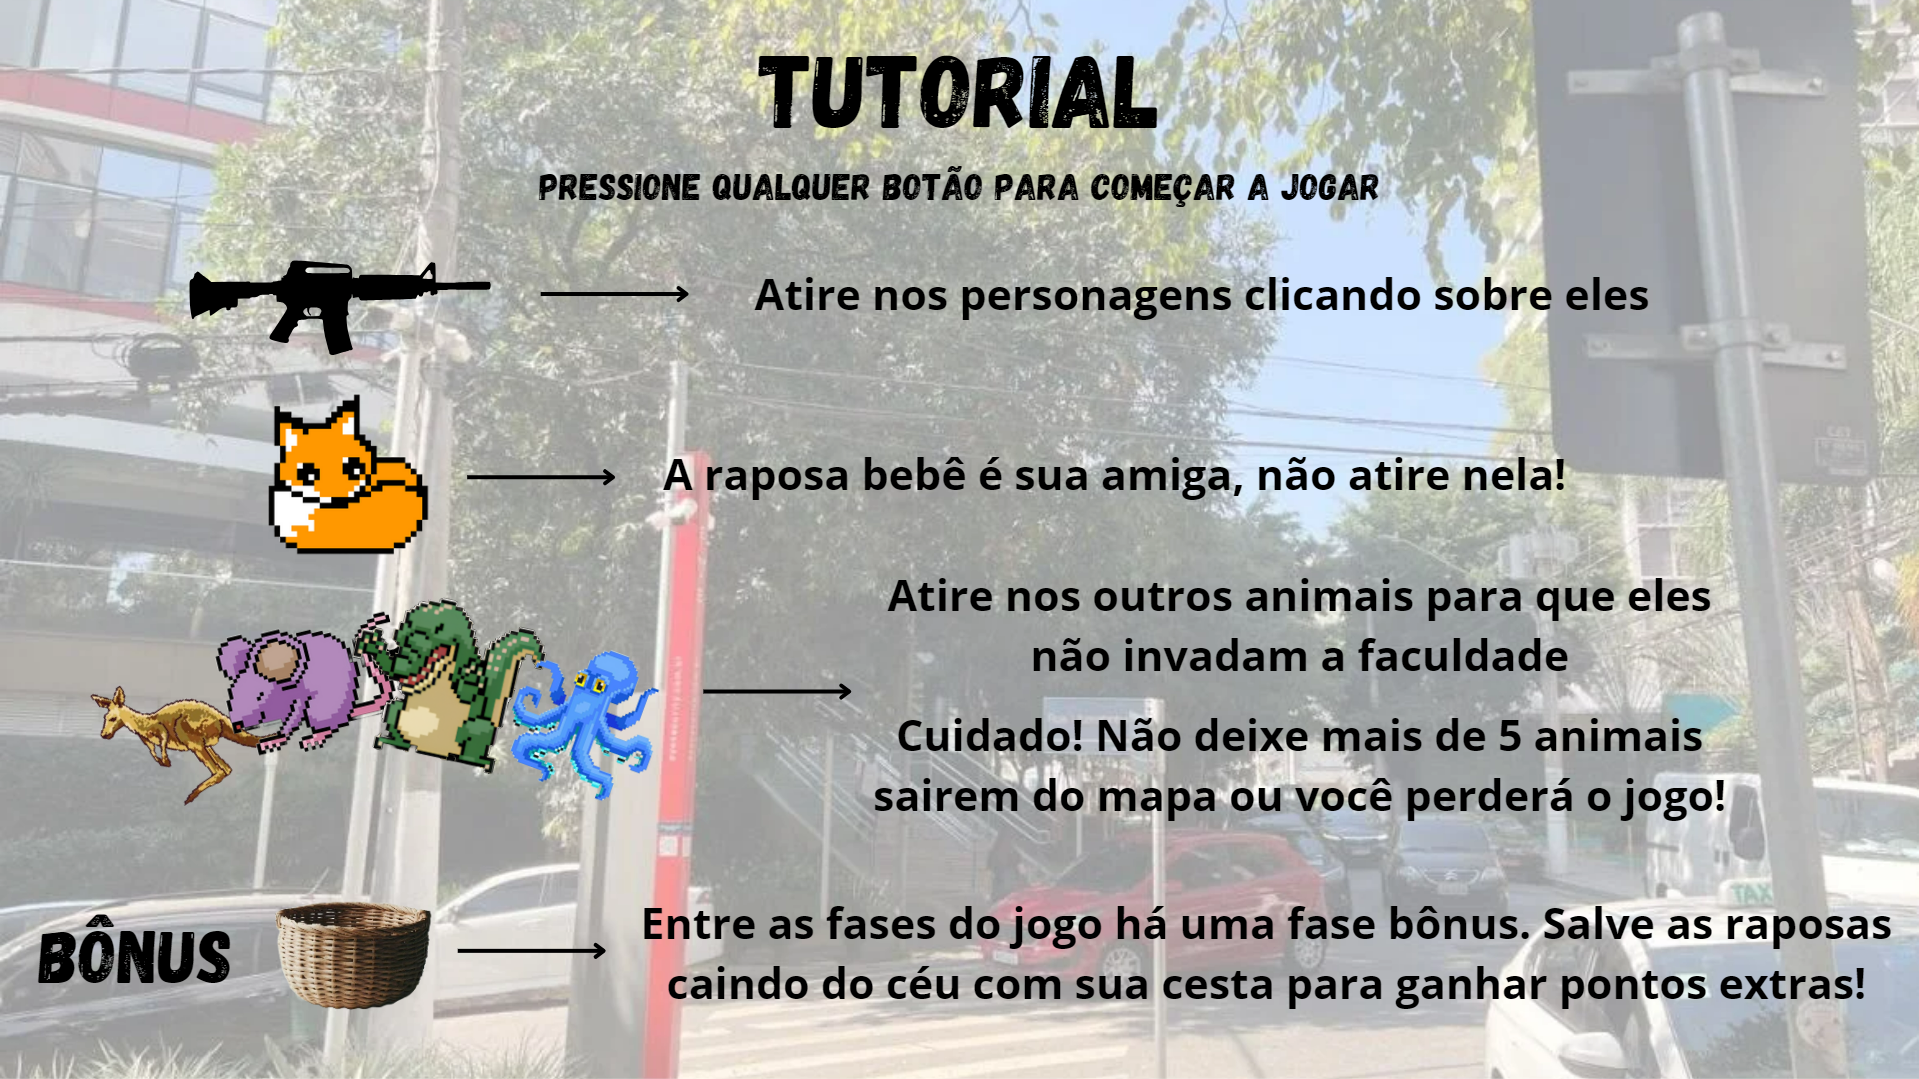 TUTORIAL
PRESSIONE QUALQUER BOTÃO PARA COMEÇAR A JOGAR
Atire nos personagens clicando sobre eles
A raposa bebê é sua amiga, não atire nela!
Atire nos outros animais para que eles
não invadam a faculdade
Cuidado! Não deixe mais de 5 animais
sairem do mapa ou você perderá o jogo!
BÔNUS
Entre as fases do jogo há uma fase bônus. Salve as raposas
caindo do céu com sua cesta para ganhar pontos extras!
TAXI